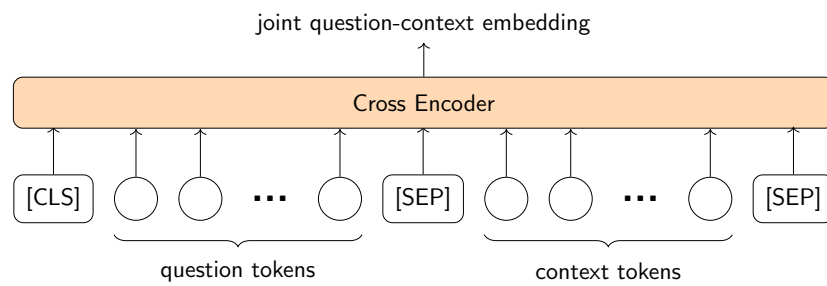 joint question-context embedding
Cross Encoder
[CLS] ... [SEP] ... [SEP]
question tokens
context tokens